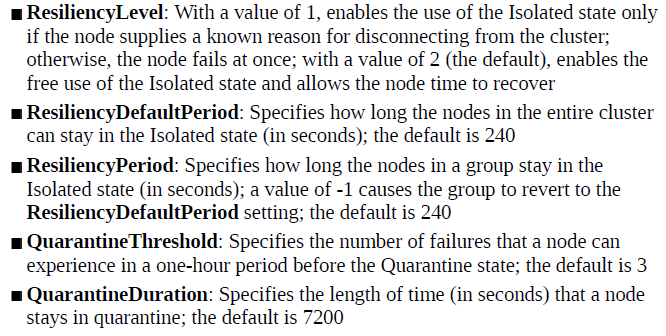 ■ ResiliencyLevel: With a value of 1, enables the use of the Isolated state only
if the node supplies a known reason for disconnecting from the cluster;
otherwise, the node fails at once; with a value of 2 (the default), enables the
free use of the Isolated state and allows the node time to recover
■ ResiliencyDefaultPeriod: Specifies how long the nodes in the entire cluster
can stay in the Isolated state (in seconds); the default is 240
■ ResiliencyPeriod: Specifies how long the nodes in a group stay in the
Isolated state (in seconds); a value of -1 causes the group to revert to the
ResiliencyDefaultPeriod setting; the default is 240
■ QuarantineThreshold: Specifies the number of failures that a node can
experience in a one-hour period before the Quarantine state; the default is 3
■ QuarantineDuration: Specifies the length of time (in seconds) that a node
stays in quarantine; the default is 7200